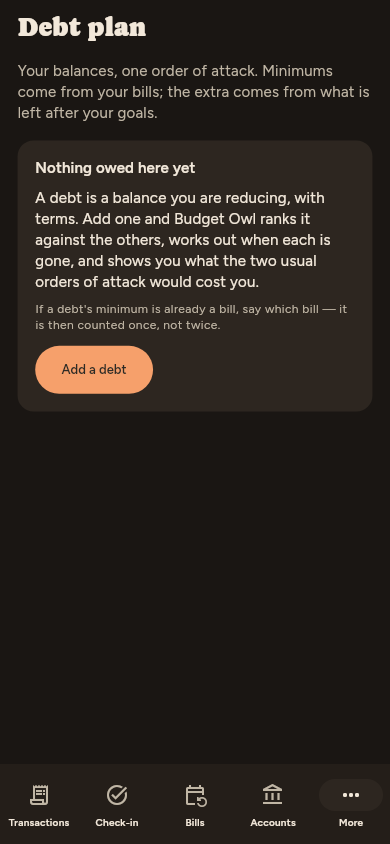 Debt plan
Your balances, one order of attack. Minimums
come from your bills; the extra comes from what is
left after your goals.
Nothing owed here yet
A debt is a balance you are reducing, with
terms. Add one and Budget Owl ranks it
against the others, works out when each is
gone, and shows you what the two usual
orders of attack would cost you.
If a debt's minimum is already a bill, say which bill — it
is then counted once, not twice.
Add a debt
Transactions
Check-in
Bills
Accounts
More